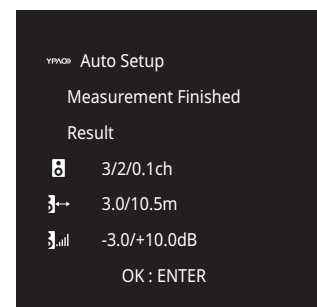 YPAO Auto Setup
Measurement Finished
Result
3/2/0.1ch
3.0/10.5m
-3.0/+10.0dB
OK : ENTER